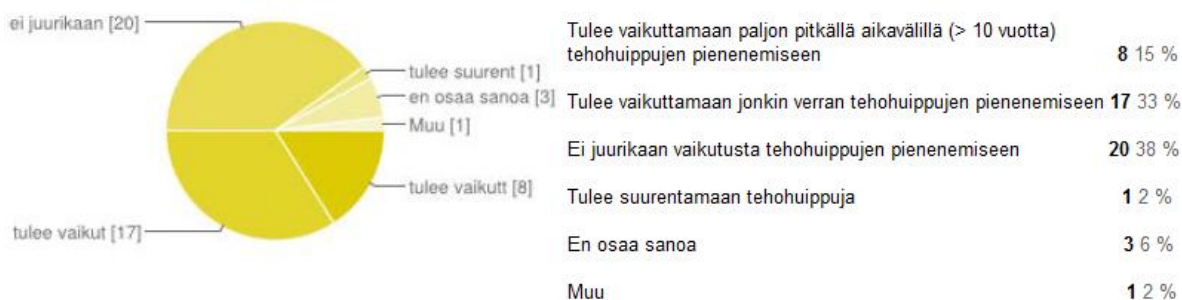 ei juurikaan [20]
tulee suurent [1]
en osaa sanoa [3]
Muu [1]
tulee vaikutt [8]
tulee vaikut [17]
Tulee vaikuttamaan paljon pitkällä aikavälillä (> 10 vuotta)
tehohuippujen pienenemiseen 8 15 %
Tulee vaikuttamaan jonkin verran tehohuippujen pienenemiseen 17 33 %
Ei juurikaan vaikutusta tehohuippujen pienenemiseen 20 38 %
Tulee suurentamaan tehohuippuja 1 2 %
En osaa sanoa 3 6 %
Muu 1 2 %